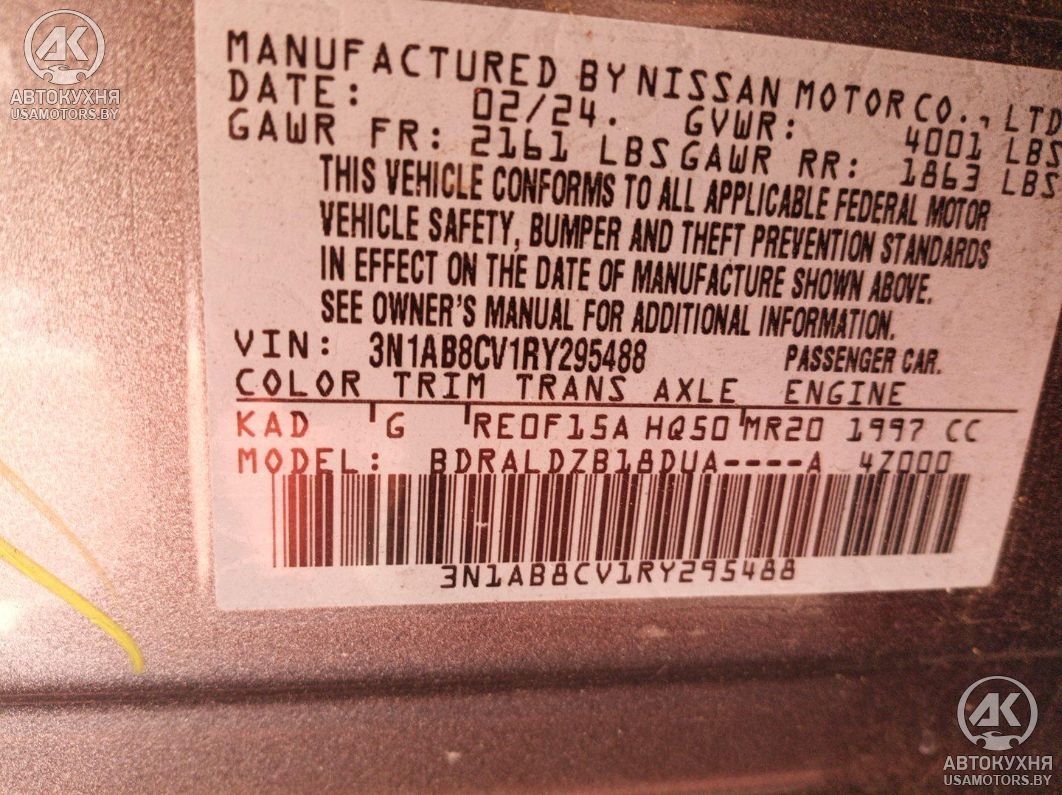 MANUFACTURED BY NISSAN MOTOR CO., LTD
DATE: 02/24. GVWR: 4001 LBS
GAWR FR: 2161 LBS GAWR RR: 1863 LBS
THIS VEHICLE CONFORMS TO ALL APPLICABLE FEDERAL MOTOR
VEHICLE SAFETY, BUMPER AND THEFT PREVENTION STANDARDS
IN EFFECT ON THE DATE OF MANUFACTURE SHOWN ABOVE.
SEE OWNER'S MANUAL FOR ADDITIONAL INFORMATION.
VIN: 3N1AB8CV1RY295488 PASSENGER CAR.
COLOR TRIM TRANS AXLE ENGINE
KAD G RE0F15A HQ50 MR20 1997 CC
MODEL: BDRALDZB18DUA----A 47000
3N1AB8CV1RY295488
AK
АВТОКУХНЯ
USAMOTORS.BY
AK
АВТОКУХНЯ
USAMOTORS.BY